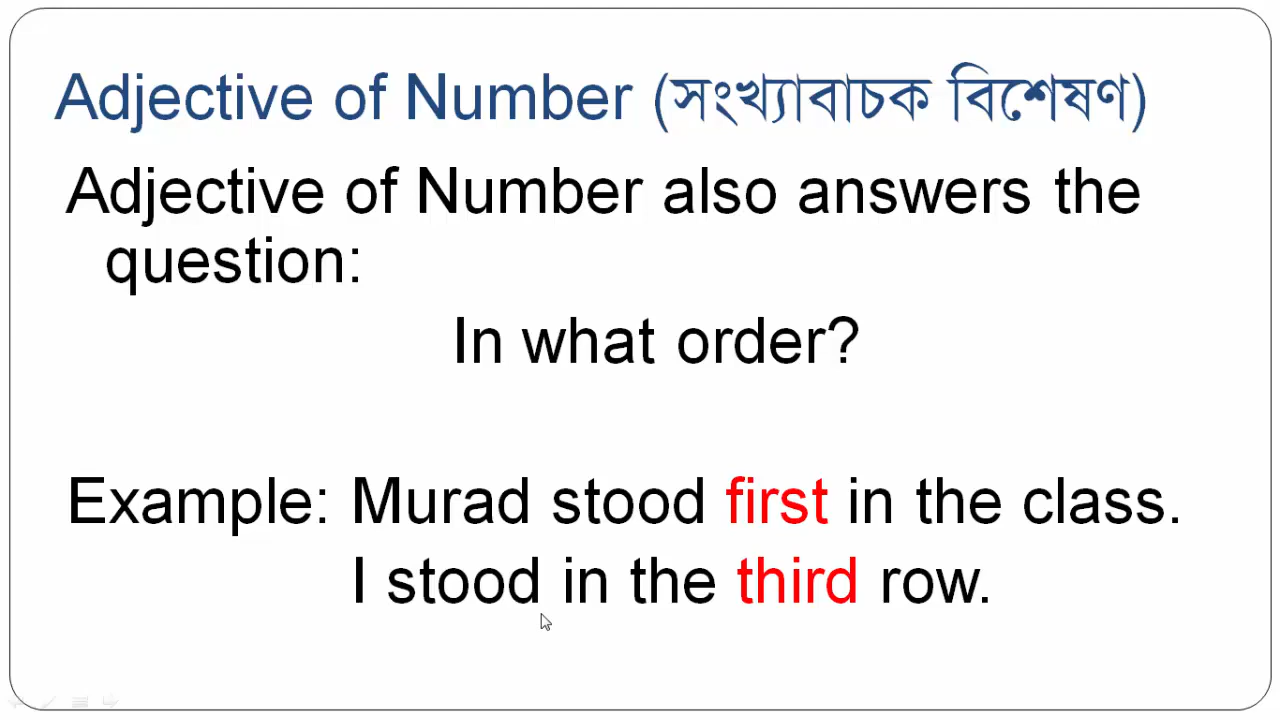 Adjective of Number (সংখ্যাবাচক বিশেষণ)
Adjective of Number also answers the
question:
In what order?
Example: Murad stood first in the class.
I stood in the third row.